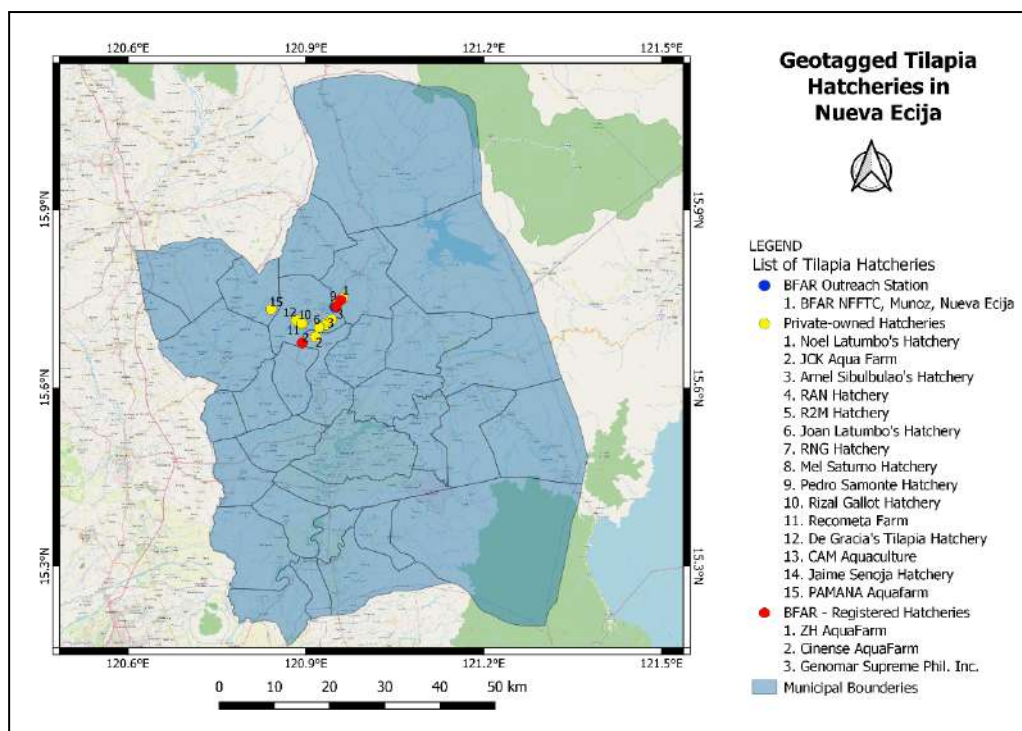 120.6°E 120.9°E 121.2°E 121.5°E
Geotagged Tilapia
Hatcheries in
Nueva Ecija
15.9°N 15.9°N
15.6°N 15.6°N
15.3°N 15.3°N
9 1
15
12 10 6 3 3
11
2 2
120.6°E 120.9°E 121.2°E 121.5°E
0 10 20 30 40 50 km
LEGEND
List of Tilapia Hatcheries
BFAR Outreach Station
1. BFAR NFFTC, Munoz, Nueva Ecija
Private-owned Hatcheries
1. Noel Latumbo's Hatchery
2. JCK Aqua Farm
3. Arnel Sibulbulao's Hatchery
4. RAN Hatchery
5. R2M Hatchery
6. Joan Latumbo's Hatchery
7. RNG Hatchery
8. Mel Saturno Hatchery
9. Pedro Samonte Hatchery
10. Rizal Gallot Hatchery
11. Recometa Farm
12. De Gracia's Tilapia Hatchery
13. CAM Aquaculture
14. Jaime Senoja Hatchery
15. PAMANA Aquafarm
BFAR - Registered Hatcheries
1. ZH AquaFarm
2. Cinense AquaFarm
3. Genomar Supreme Phil. Inc.
Municipal Bounderies